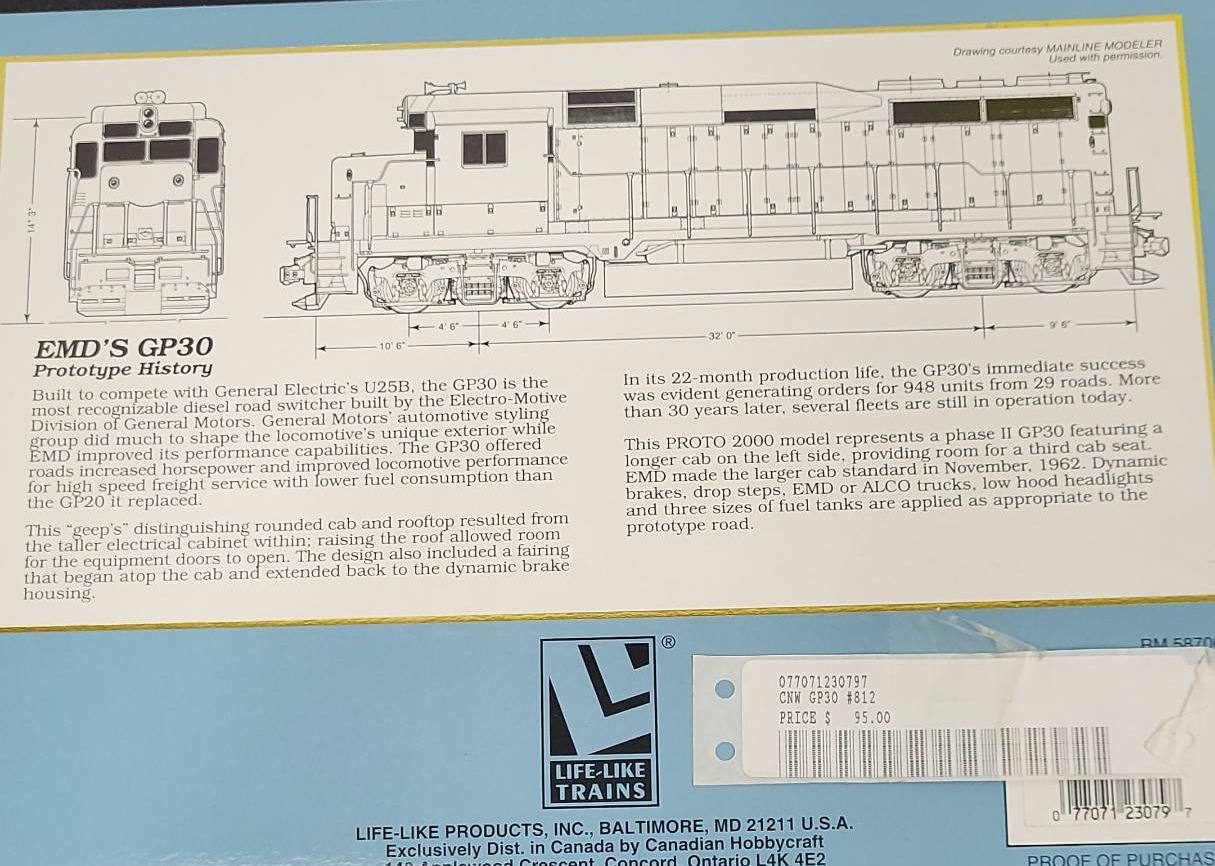 Drawing courtesy MAINLINE MODELER
Used with permission.
14' 3"
4' 6"
4' 6"
10' 6"
32' 0"
9' 6"
EMD'S GP30
Prototype History
Built to compete with General Electric's U25B, the GP30 is the
most recognizable diesel road switcher built by the Electro-Motive
Division of General Motors. General Motors' automotive styling
group did much to shape the locomotive's unique exterior while
EMD improved its performance capabilities. The GP30 offered
roads increased horsepower and improved locomotive performance
for high speed freight service with lower fuel consumption than
the GP20 it replaced.
This "geep's" distinguishing rounded cab and rooftop resulted from
the taller electrical cabinet within; raising the roof allowed room
for the equipment doors to open. The design also included a fairing
that began atop the cab and extended back to the dynamic brake
housing.
In its 22-month production life, the GP30's immediate success
was evident generating orders for 948 units from 29 roads. More
than 30 years later, several fleets are still in operation today.
This PROTO 2000 model represents a phase II GP30 featuring a
longer cab on the left side, providing room for a third cab seat.
EMD made the larger cab standard in November, 1962. Dynamic
brakes, drop steps, EMD or ALCO trucks, low hood headlights
and three sizes of fuel tanks are applied as appropriate to the
prototype road.
®
LIFE-LIKE
TRAINS
RM 5870
077071230797
CNW GP30 #812
PRICE $ 95.00
0 77071 23079 7
LIFE-LIKE PRODUCTS, INC., BALTIMORE, MD 21211 U.S.A.
Exclusively Dist. in Canada by Canadian Hobbycraft
Crescent, Concord, Ontario L4K 4E2
PROOF OF PURCHAS